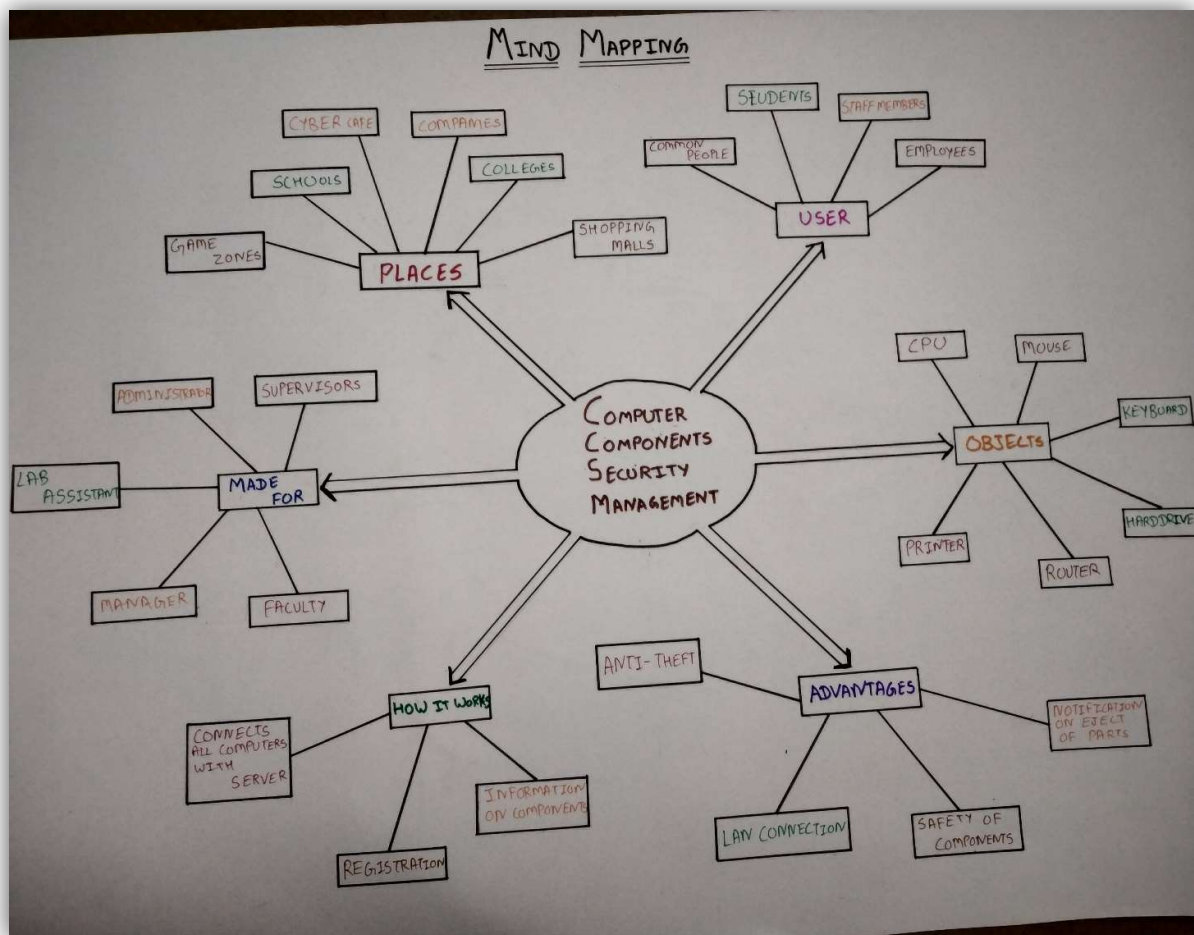 MIND MAPPING
CYBER CAFE
COMPANIES
SCHOOLS
COLLEGES
GAME
ZONES
SHOPPING
MALLS
PLACES
STUDENTS
STAFF MEMBERS
COMMON
PEOPLE
EMPLOYEES
USER
CPU
MOUSE
KEYBOARD
OBJECTS
HARDDRIVE
PRINTER
ROUTER
COMPUTER
COMPONENTS
SECURITY
MANAGEMENT
ADMINISTRATOR
SUPERVISORS
LAB
ASSISTANT
MADE
FOR
MANAGER
FACULTY
HOW IT WORKS
CONNECTS
ALL COMPUTERS
WITH
SERVER
INFORMATION
ON COMPONENTS
REGISTRATION
ANTI-THEFT
ADVANTAGES
NOTIFICATION
ON EJECT
OF PARTS
LAN CONNECTION
SAFETY OF
COMPONENTS